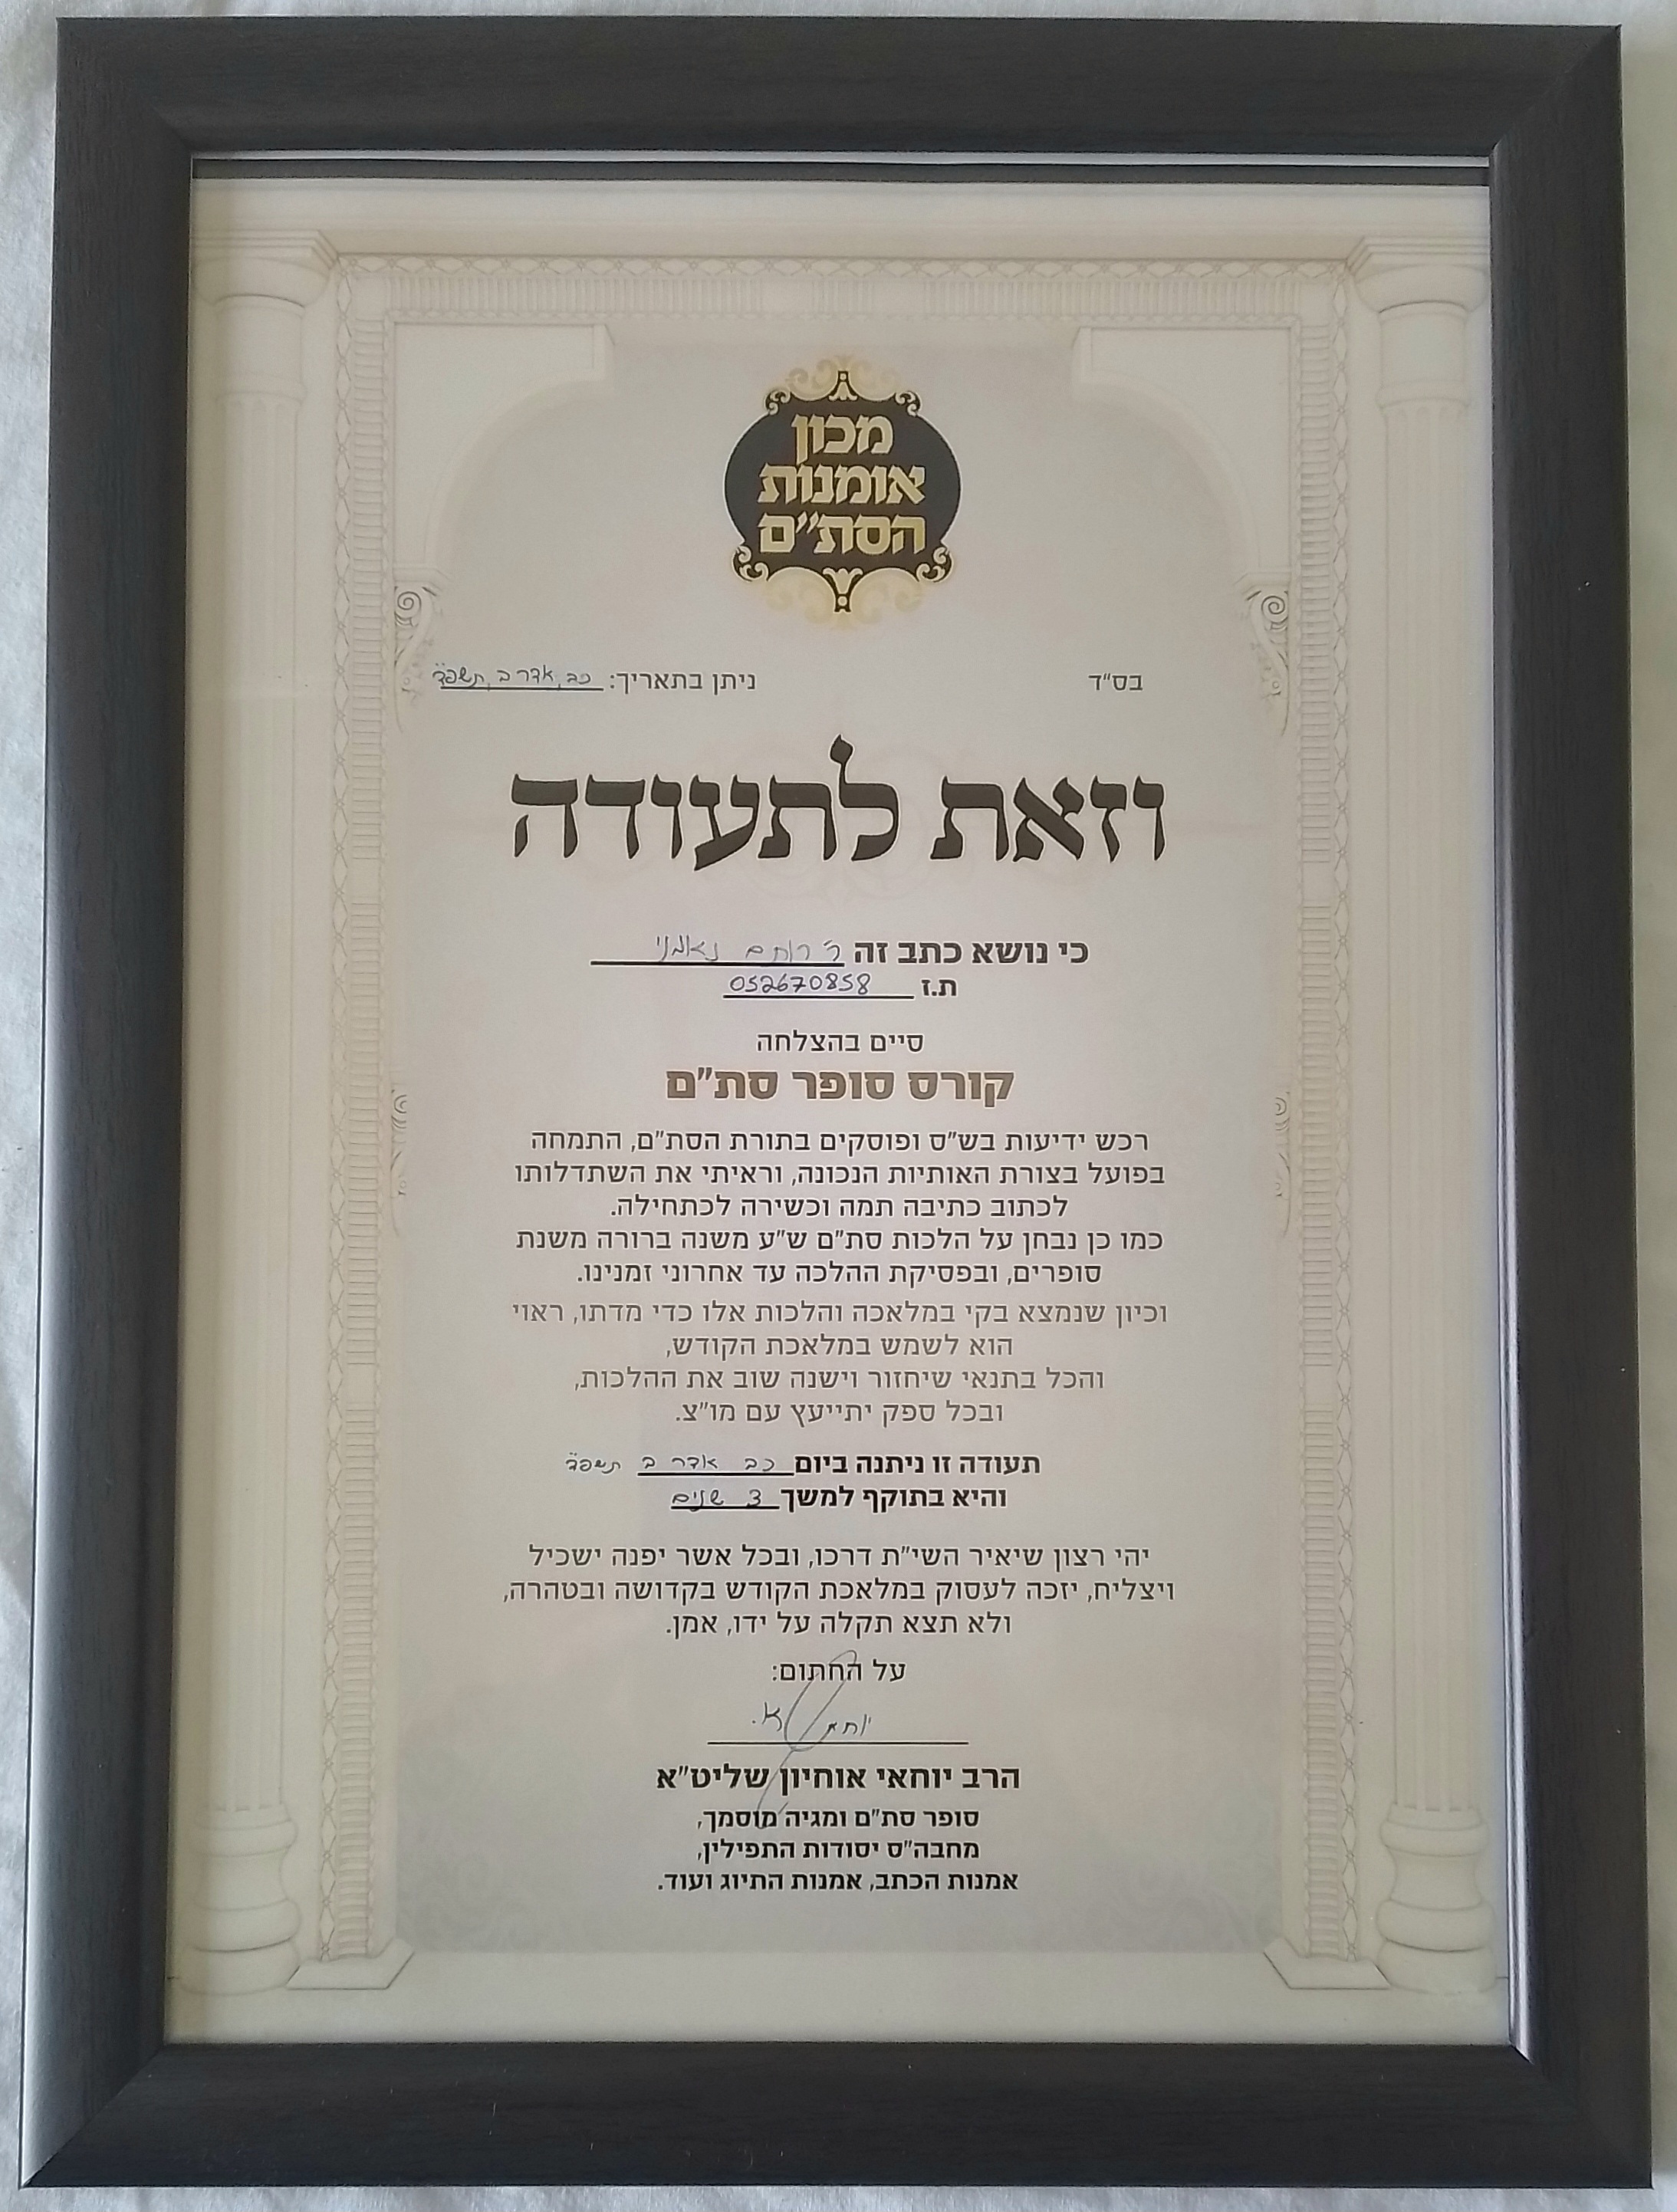 מכון
אומנות
הסת"ם
בס"ד
ניתן בתאריך: כב, אדר ב, תשפ"ד
וזאת לתעודה
כי נושא כתב זה ר' רותם נאמני
ת.ז 052670858
סיים בהצלחה
קורס סופר סת"ם
רכש ידיעות בש"ס ופוסקים בתורת הסת"ם, התמחה
בפועל בצורת האותיות הנכונה, וראיתי את השתדלותו
לכתוב כתיבה תמה וכשירה לכתחילה.
כמו כן נבחן על הלכות סת"ם ש"ע משנה ברורה משנת
סופרים, ובפסיקת ההלכה עד אחרוני זמנינו.
וכיון שנמצא בקי במלאכה והלכות אלו כדי מדתו, ראוי
הוא לשמש במלאכת הקודש,
והכל בתנאי שיחזור וישנה שוב את ההלכות,
ובכל ספק יתייעץ עם מו"צ.
תעודה זו ניתנה ביום כב אדר ב תשפ"ד
והיא בתוקף למשך 3 שנים
יהי רצון שיאיר השי"ת דרכו, ובכל אשר יפנה ישכיל
ויצליח, יזכה לעסוק במלאכת הקודש בקדושה ובטהרה,
ולא תצא תקלה על ידו, אמן.
על החתום:
הרב יוחאי אוחיון שליט"א
סופר סת"ם ומגיה מוסמך,
מחבה"ס יסודות התפילין,
אמנות הכתב, אמנות התיוג ועוד.